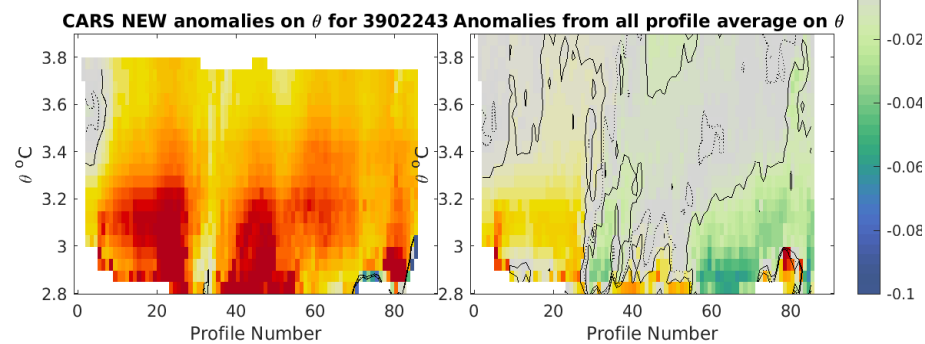 CARS NEW anomalies on θ for 3902243 Anomalies from all profile average on θ
3.8
3.6
3.4
3.2
3
2.8
θ °C
0 20 40 60 80
Profile Number
3.8
3.6
3.4
3.2
3
2.8
θ °C
0 20 40 60 80
Profile Number
-0.02
-0.04
-0.06
-0.08
-0.1